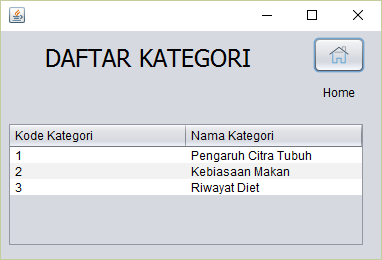 DAFTAR KATEGORI
Home
Kode Kategori Nama Kategori
1 Pengaruh Citra Tubuh
2 Kebiasaan Makan
3 Riwayat Diet